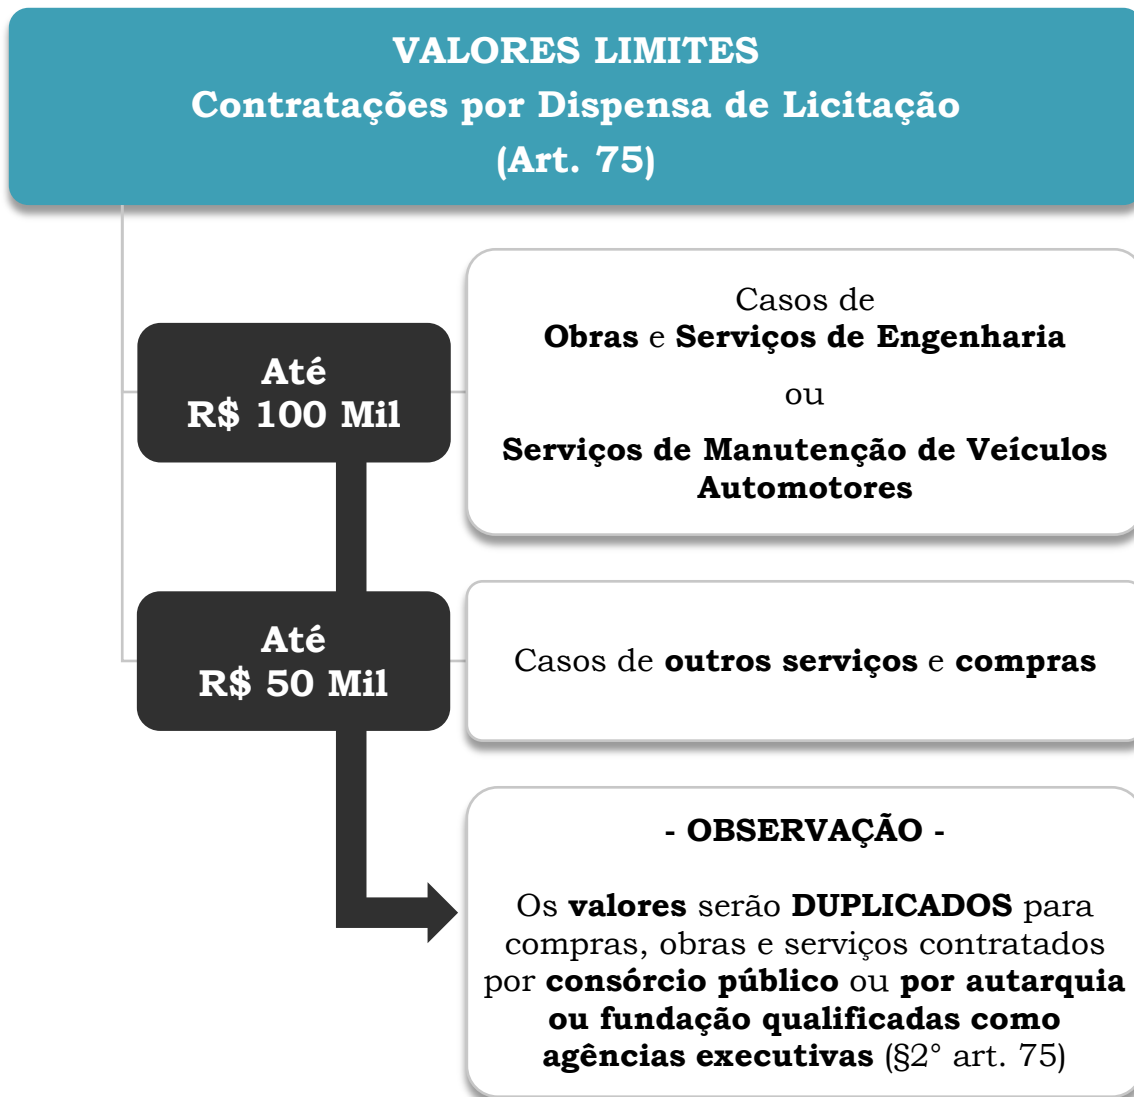 VALORES LIMITES
Contratações por Dispensa de Licitação
(Art. 75)
Até
R$ 100 Mil
Casos de
Obras e Serviços de Engenharia
ou
Serviços de Manutenção de Veículos
Automotores
Até
R$ 50 Mil
Casos de outros serviços e compras
- OBSERVAÇÃO -
Os valores serão DUPLICADOS para
compras, obras e serviços contratados
por consórcio público ou por autarquia
ou fundação qualificadas como
agências executivas (§2° art. 75)